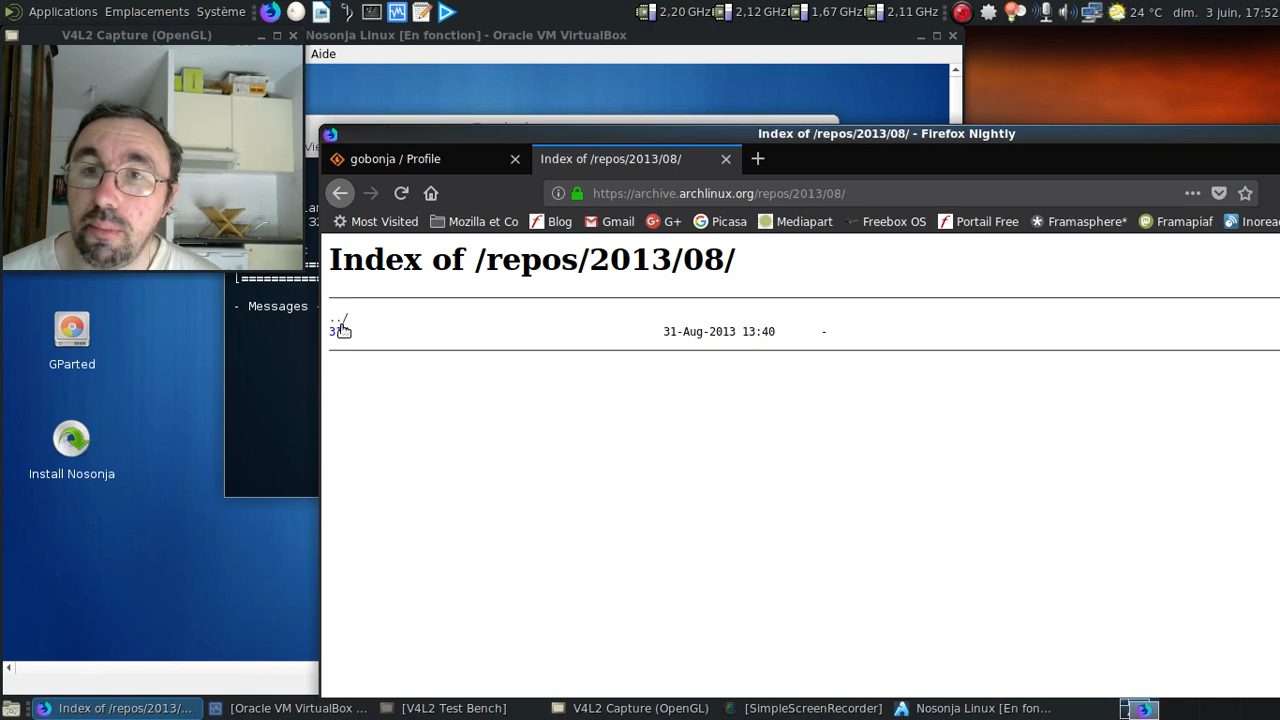 Applications Emplacements Système
2,20 GHz 2,12 GHz 1,67 GHz 2,11 GHz 24 °C dim. 3 juin, 17:52
V4L2 Capture (OpenGL)
Nosonja Linux [En fonction] - Oracle VM VirtualBox
Aide
Index of /repos/2013/08/ - Firefox Nightly
gobonja / Profile
Index of /repos/2013/08/
https://archive.archlinux.org/repos/2013/08/
Most Visited Mozilla et Co Blog Gmail G+ Picasa Mediapart Freebox OS Portail Free Framasphere* Framapiaf Inorea
Index of /repos/2013/08/
../
31-Aug-2013 13:40 -
[============
- Messages -
GParted
Install Nosonja
Index of /repos/2013/... [Oracle VM VirtualBox ... [V4L2 Test Bench] V4L2 Capture (OpenGL) [SimpleScreenRecorder] Nosonja Linux [En fon...